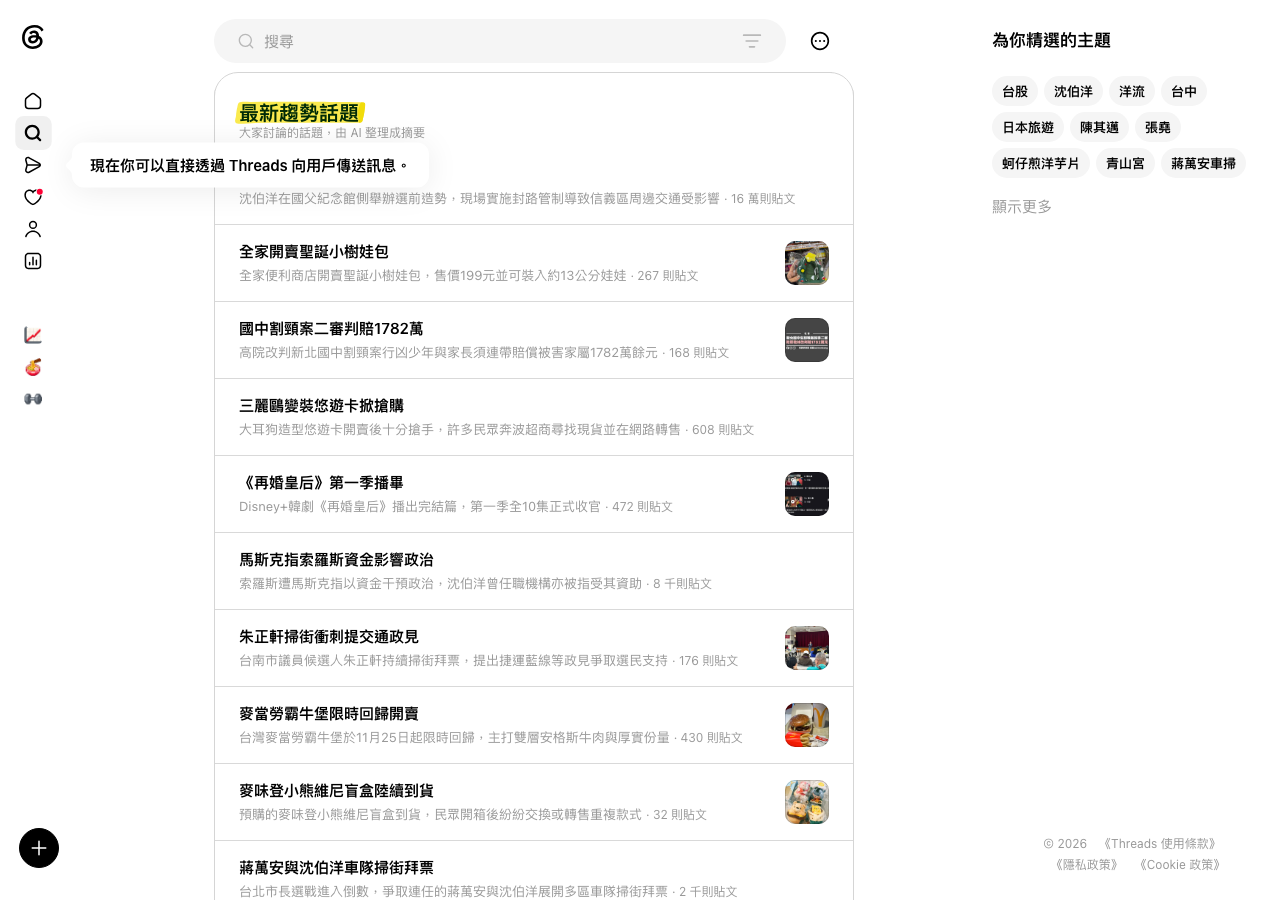 搜尋
最新趨勢話題
大家討論的話題，由 AI 整理成摘要
現在你可以直接透過 Threads 向用戶傳送訊息。
沈伯洋在國父紀念館側舉辦選前造勢，現場實施封路管制導致信義區周邊交通受影響 · 16 萬則貼文
全家開賣聖誕小樹娃包
全家便利商店開賣聖誕小樹娃包，售價199元並可裝入約13公分娃娃 · 267 則貼文
國中割頸案二審判賠1782萬
高院改判新北國中割頸案行凶少年與家長須連帶賠償被害家屬1782萬餘元 · 168 則貼文
三麗鷗變裝悠遊卡掀搶購
大耳狗造型悠遊卡開賣後十分搶手，許多民眾奔波超商尋找現貨並在網路轉售 · 608 則貼文
《再婚皇后》第一季播畢
Disney+韓劇《再婚皇后》播出完結篇，第一季全10集正式收官 · 472 則貼文
馬斯克指索羅斯資金影響政治
索羅斯遭馬斯克指以資金干預政治，沈伯洋曾任職機構亦被指受其資助 · 8 千則貼文
朱正軒掃街衝刺提交通政見
台南市議員候選人朱正軒持續掃街拜票，提出捷運藍線等政見爭取選民支持 · 176 則貼文
麥當勞霸牛堡限時回歸開賣
台灣麥當勞霸牛堡於11月25日起限時回歸，主打雙層安格斯牛肉與厚實份量 · 430 則貼文
麥味登小熊維尼盲盒陸續到貨
預購的麥味登小熊維尼盲盒到貨，民眾開箱後紛紛交換或轉售重複款式 · 32 則貼文
蔣萬安與沈伯洋車隊掃街拜票
台北市長選戰進入倒數，爭取連任的蔣萬安與沈伯洋展開多區車隊掃街拜票 · 2 千則貼文
為你精選的主題
台股 沈伯洋 洋流 台中
日本旅遊 陳其邁 張堯
蚵仔煎洋芋片 青山宮 蔣萬安車掃
顯示更多
© 2026 《Threads 使用條款》
《隱私政策》 《Cookie 政策》